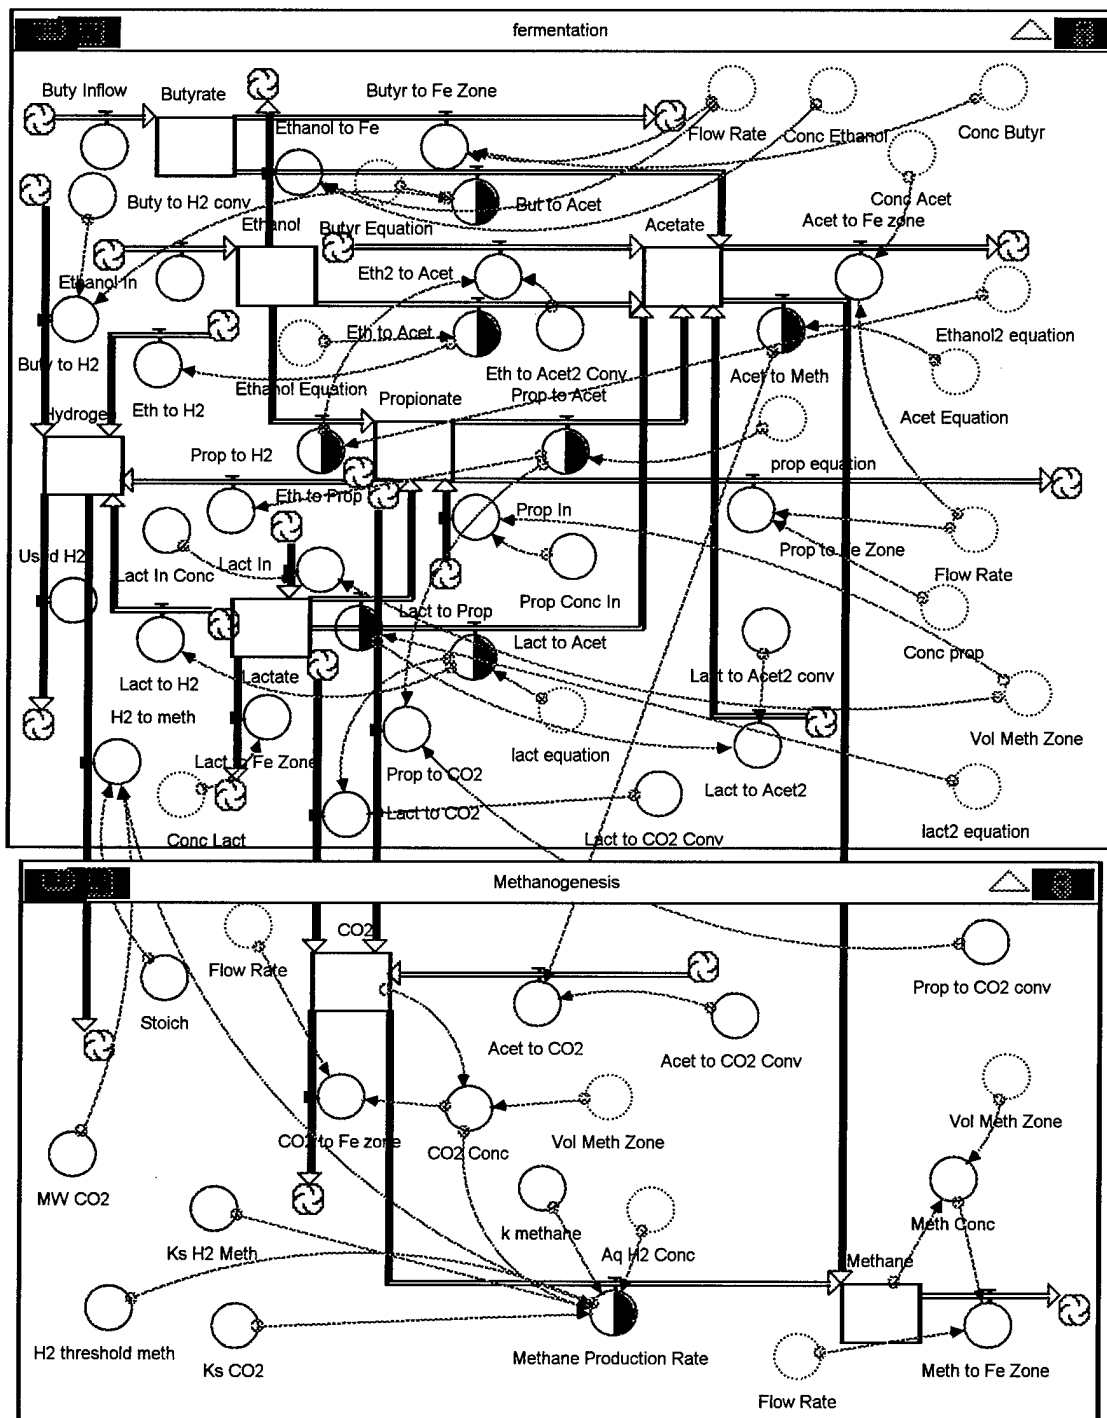 fermentation
Buty Inflow
Butyrate
Butyr to Fe Zone
Ethanol to Fe
Flow Rate
Conc Ethanol
Conc Butyr
Buty to H2 conv
But to Acet
Conc Acet
Butyr Equation
Ethanol
Acetate
Acet to Fe zone
Ethanol In
Eth2 to Acet
Eth to Acet
Ethanol2 equation
Buty to H2
Eth to H2
Ethanol Equation
Eth to Acet2 Conv
Acet to Meth
Propionate
Prop to Acet
Acet Equation
Hydrogen
Prop to H2
prop equation
Eth to Prop
Prop In
Used H2
Lact In Conc
Lact In
Prop to Fe Zone
Flow Rate
Prop Conc In
Lact to Prop
Lact to Acet
Lact to H2
Lactate
Lact to Acet2 conv
Conc prop
H2 to meth
Vol Meth Zone
lact equation
Lact to Fe Zone
Prop to CO2
Lact to Acet2
Lact to CO2
Conc Lact
Lact to CO2 Conv
lact2 equation
Methanogenesis
CO2
Flow Rate
Prop to CO2 conv
Stoich
Acet to CO2
Acet to CO2 Conv
CO2 to Fe zone
CO2 Conc
Vol Meth Zone
Vol Meth Zone
MW CO2
k methane
Meth Conc
Ks H2 Meth
Aq H2 Conc
Methane
H2 threshold meth
Ks CO2
Methane Production Rate
Meth to Fe Zone
Flow Rate